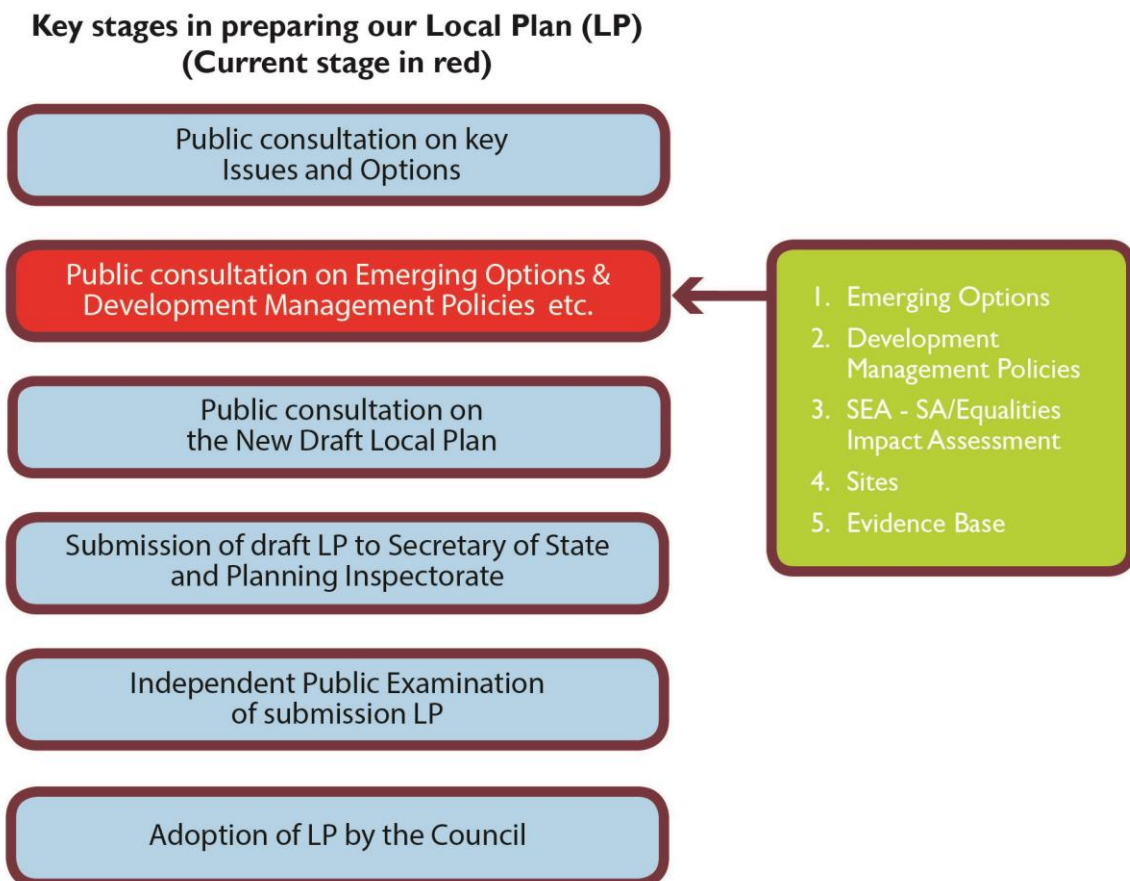 Key stages in preparing our Local Plan (LP)
(Current stage in red)
Public consultation on key
Issues and Options
Public consultation on Emerging Options &
Development Management Policies etc.
1. Emerging Options
2. Development
Management Policies
3. SEA - SA/Equalities
Impact Assessment
4. Sites
5. Evidence Base
Public consultation on
the New Draft Local Plan
Submission of draft LP to Secretary of State
and Planning Inspectorate
Independent Public Examination
of submission LP
Adoption of LP by the Council